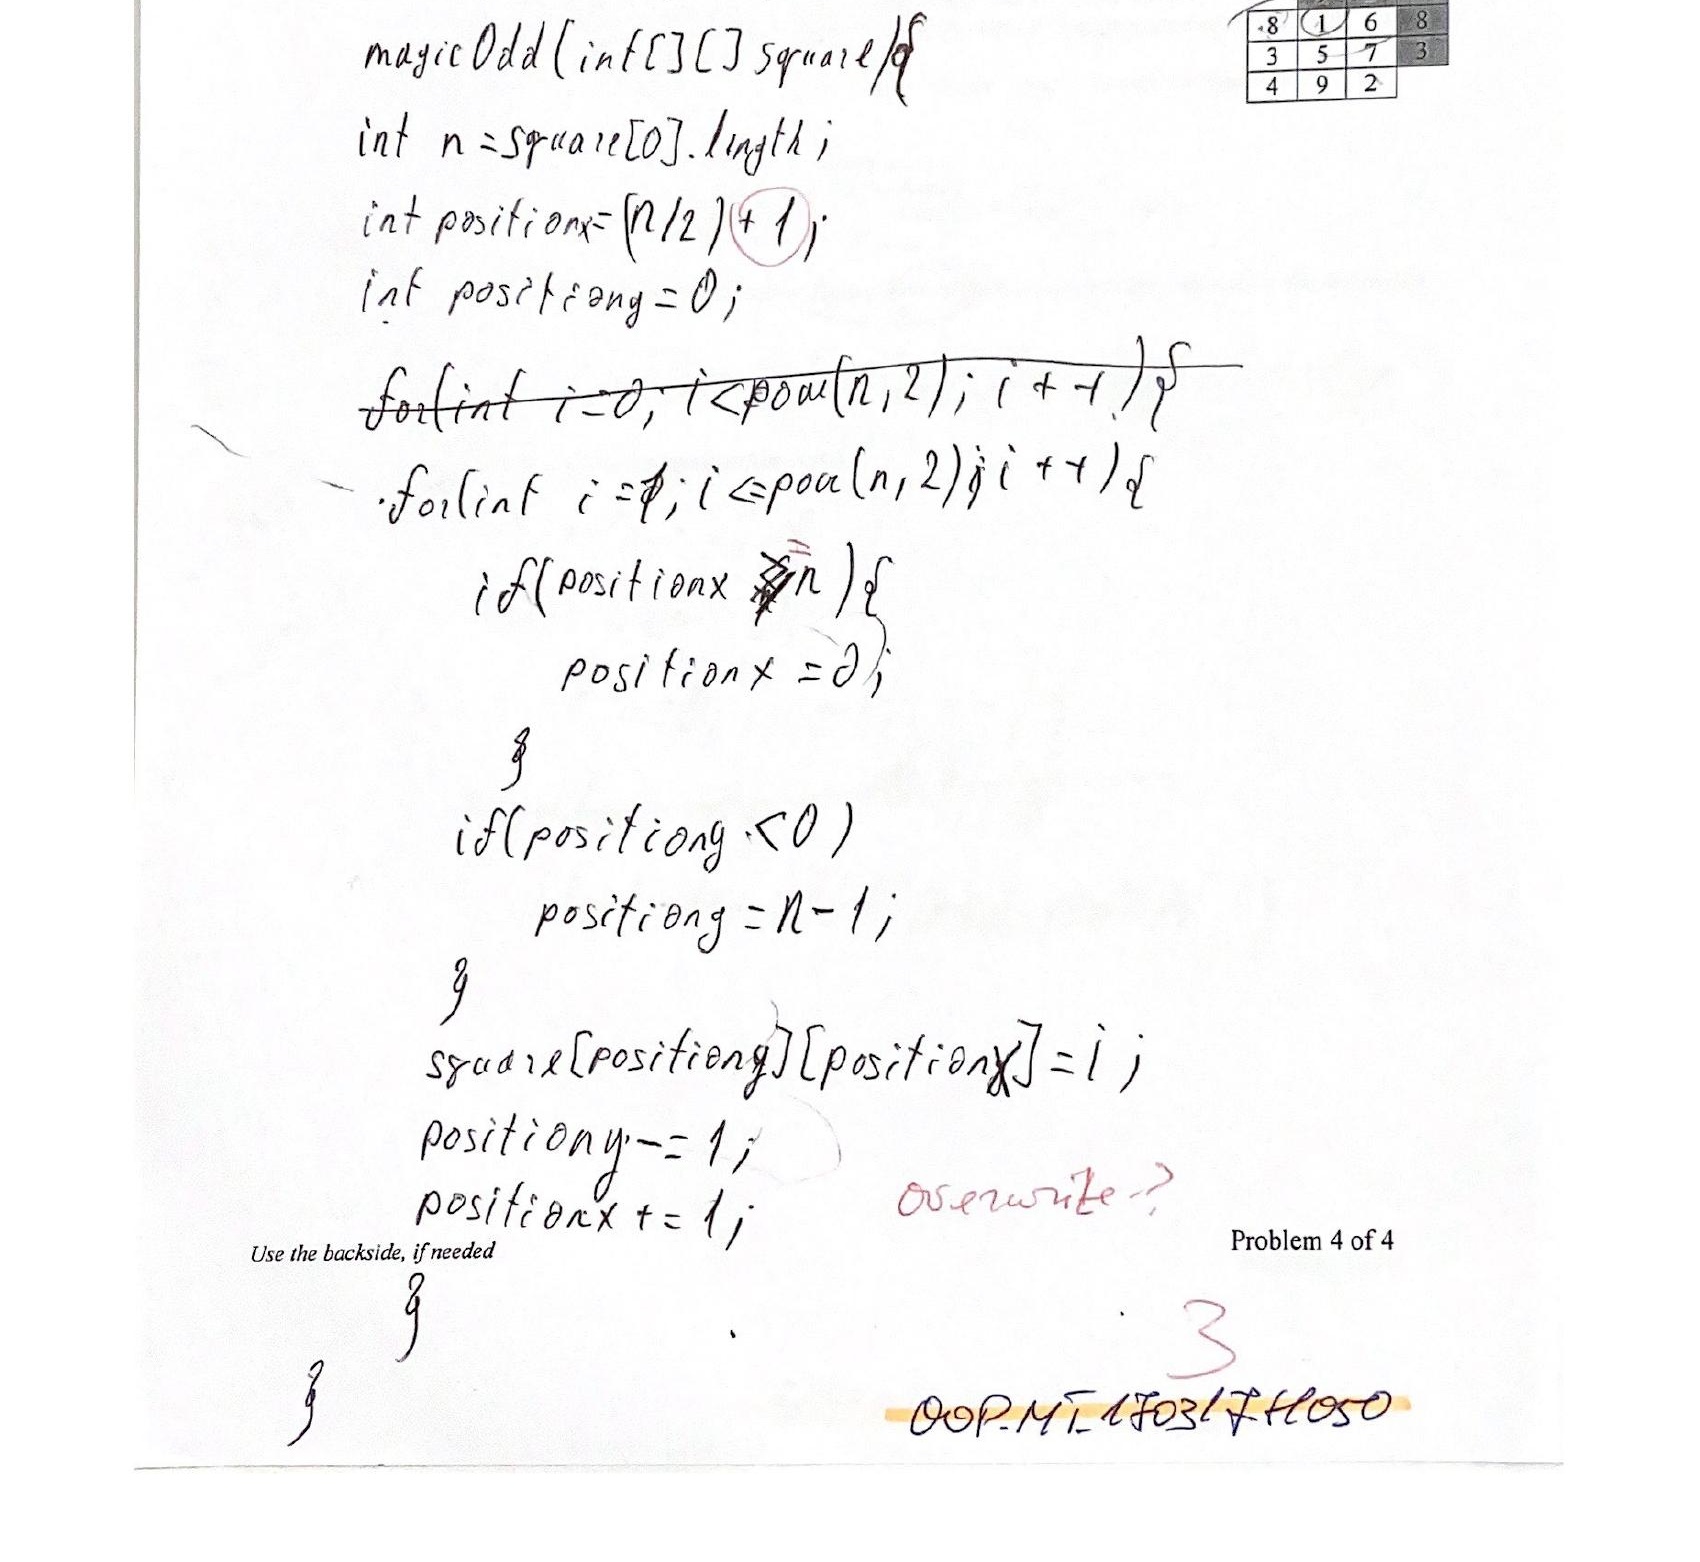 8 1 6 8
3 5 7 3
4 9 2
magicOdd(int[][] square){
int n=square[0].length;
int positionx=(n/2)+1;
int positiony=0;
for(int i=0; i<pow(n,2); i++){
for(int i=1; i<=pow(n,2); i++){
if(positionx = n){
positionx=0;
}
if(positiony<0)
positiony=n-1;
}
square[positiony][positionx]=i;
positiony-=1;
positionx+=1;
overwrite?
Use the backside, if needed
Problem 4 of 4
}
3
}
OOP.MT.170317.H050